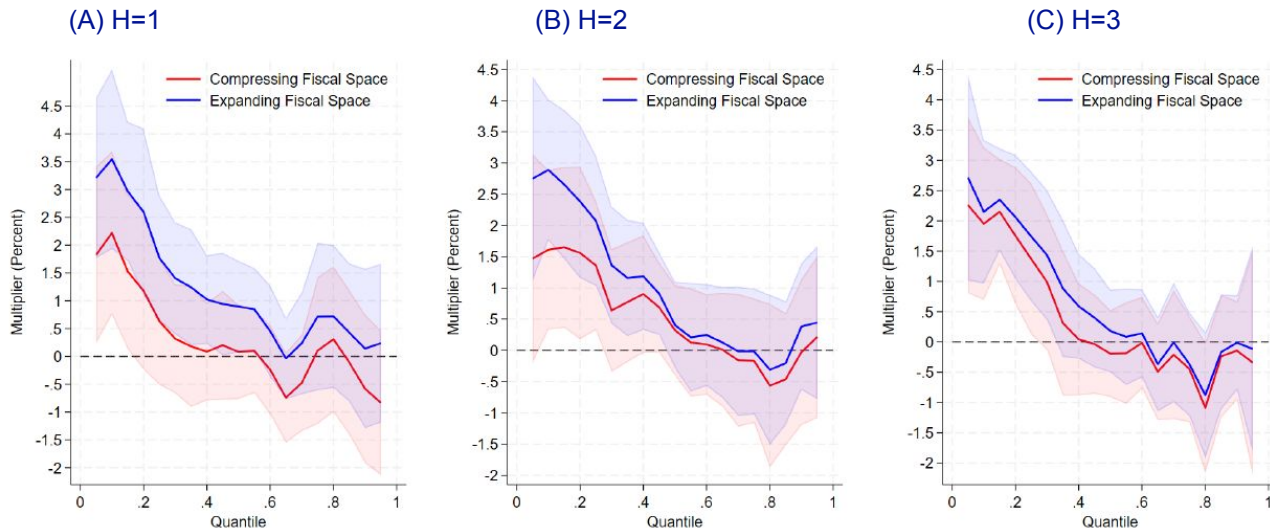 (A) H=1
Compressing Fiscal Space
Expanding Fiscal Space
4.5
4
3.5
3
2.5
2
1.5
1
.5
0
-.5
-1
-1.5
-2
Multiplier (Percent)
0 .2 .4 .6 .8 1
Quantile
(B) H=2
Compressing Fiscal Space
Expanding Fiscal Space
4.5
4
3.5
3
2.5
2
1.5
1
.5
0
-.5
-1
-1.5
-2
Multiplier (Percent)
0 .2 .4 .6 .8 1
Quantile
(C) H=3
Compressing Fiscal Space
Expanding Fiscal Space
4.5
4
3.5
3
2.5
2
1.5
1
.5
0
-.5
-1
-1.5
-2
Multiplier (Percent)
0 .2 .4 .6 .8 1
Quantile